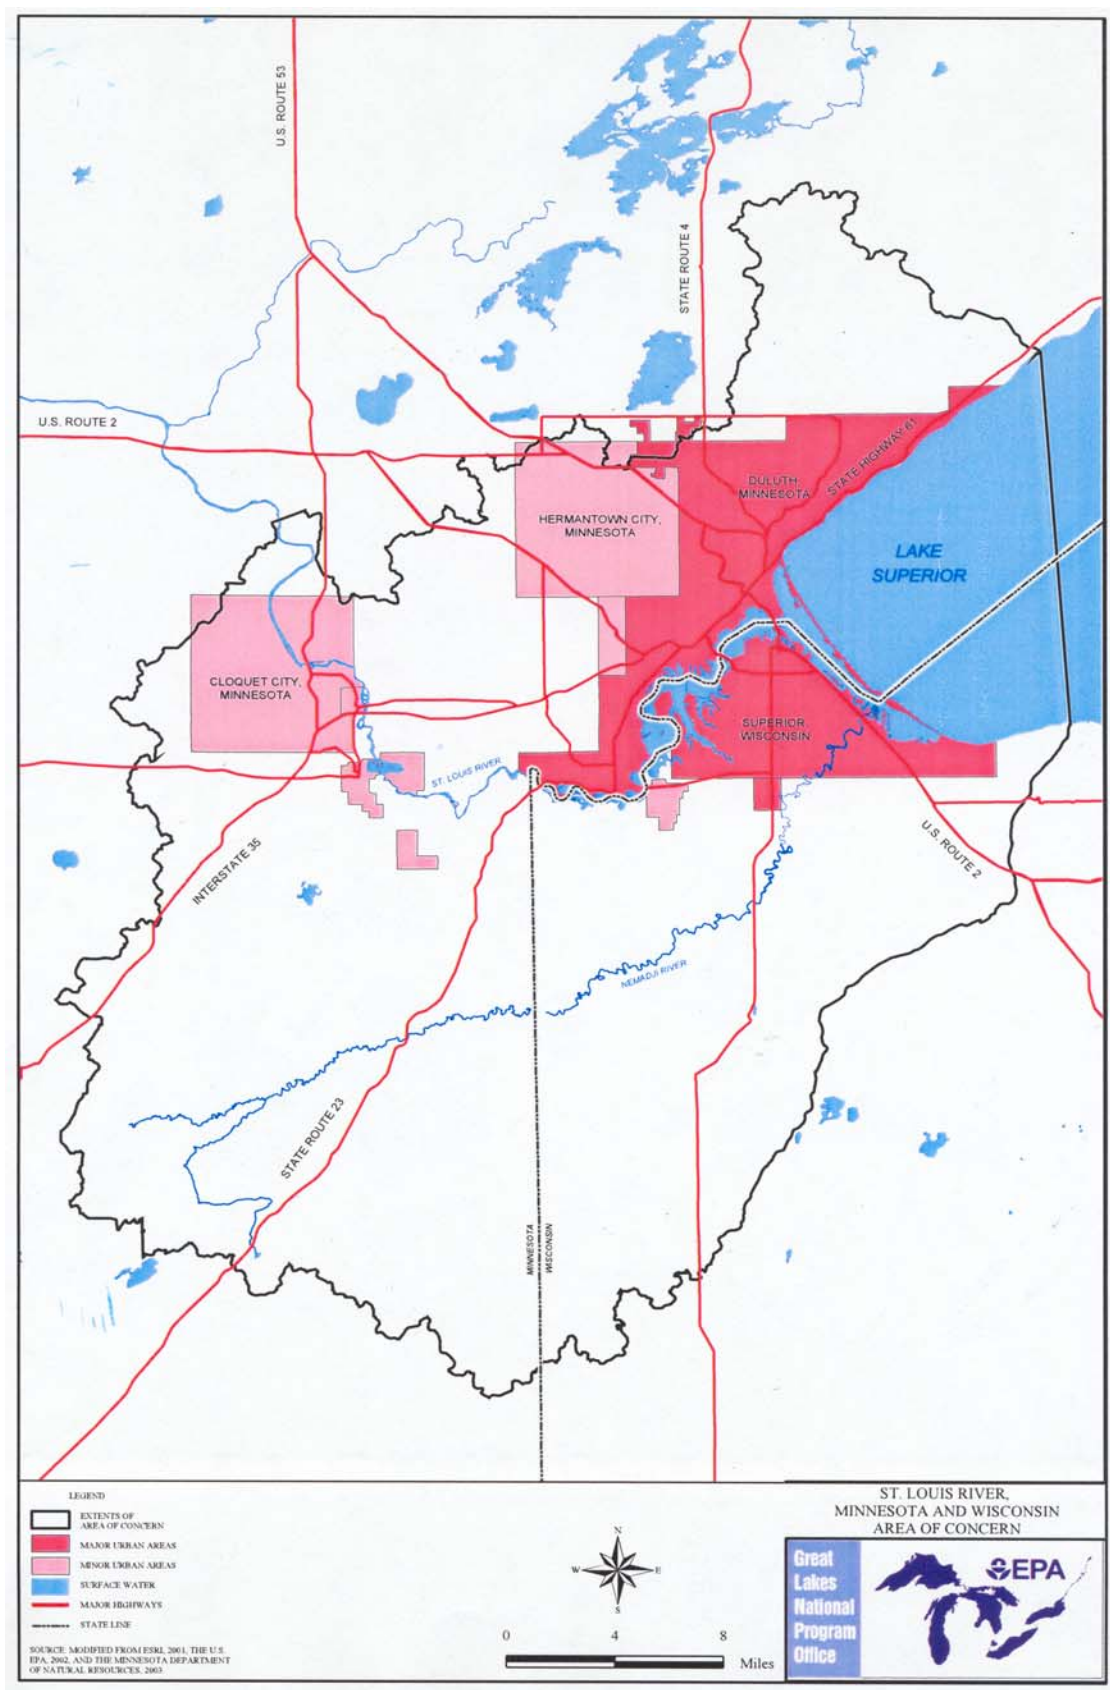 U.S. ROUTE 53
STATE ROUTE 4
U.S. ROUTE 2
STATE HIGHWAY 61
DULUTH,
MINNESOTA
HERMANTOWN CITY,
MINNESOTA
LAKE
SUPERIOR
CLOQUET CITY,
MINNESOTA
SUPERIOR,
WISCONSIN
ST. LOUIS RIVER
INTERSTATE 35
U.S. ROUTE 2
NEMADJI RIVER
STATE ROUTE 23
MINNESOTA
WISCONSIN
LEGEND
EXTENTS OF
AREA OF CONCERN
MAJOR URBAN AREAS
MINOR URBAN AREAS
SURFACE WATER
MAJOR HIGHWAYS
STATE LINE
SOURCE: MODIFIED FROM ESRI, 2001, THE U.S.
EPA, 2002, AND THE MINNESOTA DEPARTMENT
OF NATURAL RESOURCES, 2003
N
W
E
S
0 4 8
Miles
ST. LOUIS RIVER,
MINNESOTA AND WISCONSIN
AREA OF CONCERN
Great
Lakes
National
Program
Office
EPA